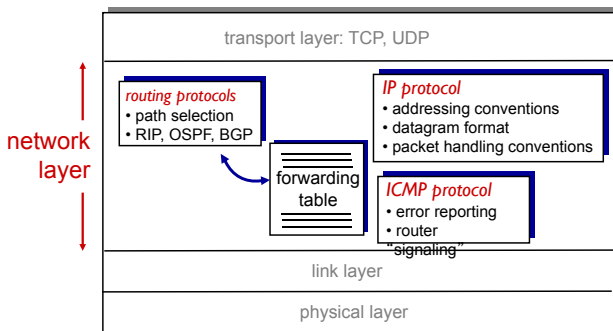 transport layer: TCP, UDP
network
layer
routing protocols
• path selection
• RIP, OSPF, BGP
forwarding
table
IP protocol
• addressing conventions
• datagram format
• packet handling conventions
ICMP protocol
• error reporting
• router
“signaling”
link layer
physical layer